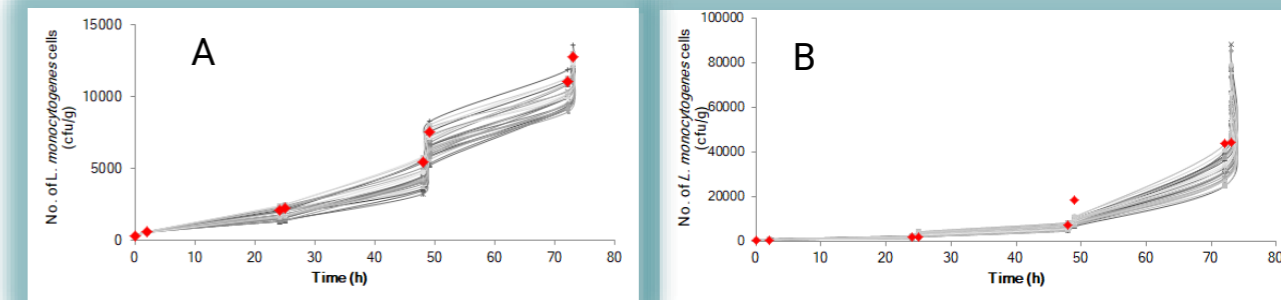 A
No. of L. monocytogenes cells
(cfu/g)
15000
10000
5000
0
0 10 20 30 40 50 60 70 80
Time (h)
B
No. of L. monocytogenes cells
(cfu/g)
100000
80000
60000
40000
20000
0
0 10 20 30 40 50 60 70 80
Time (h)